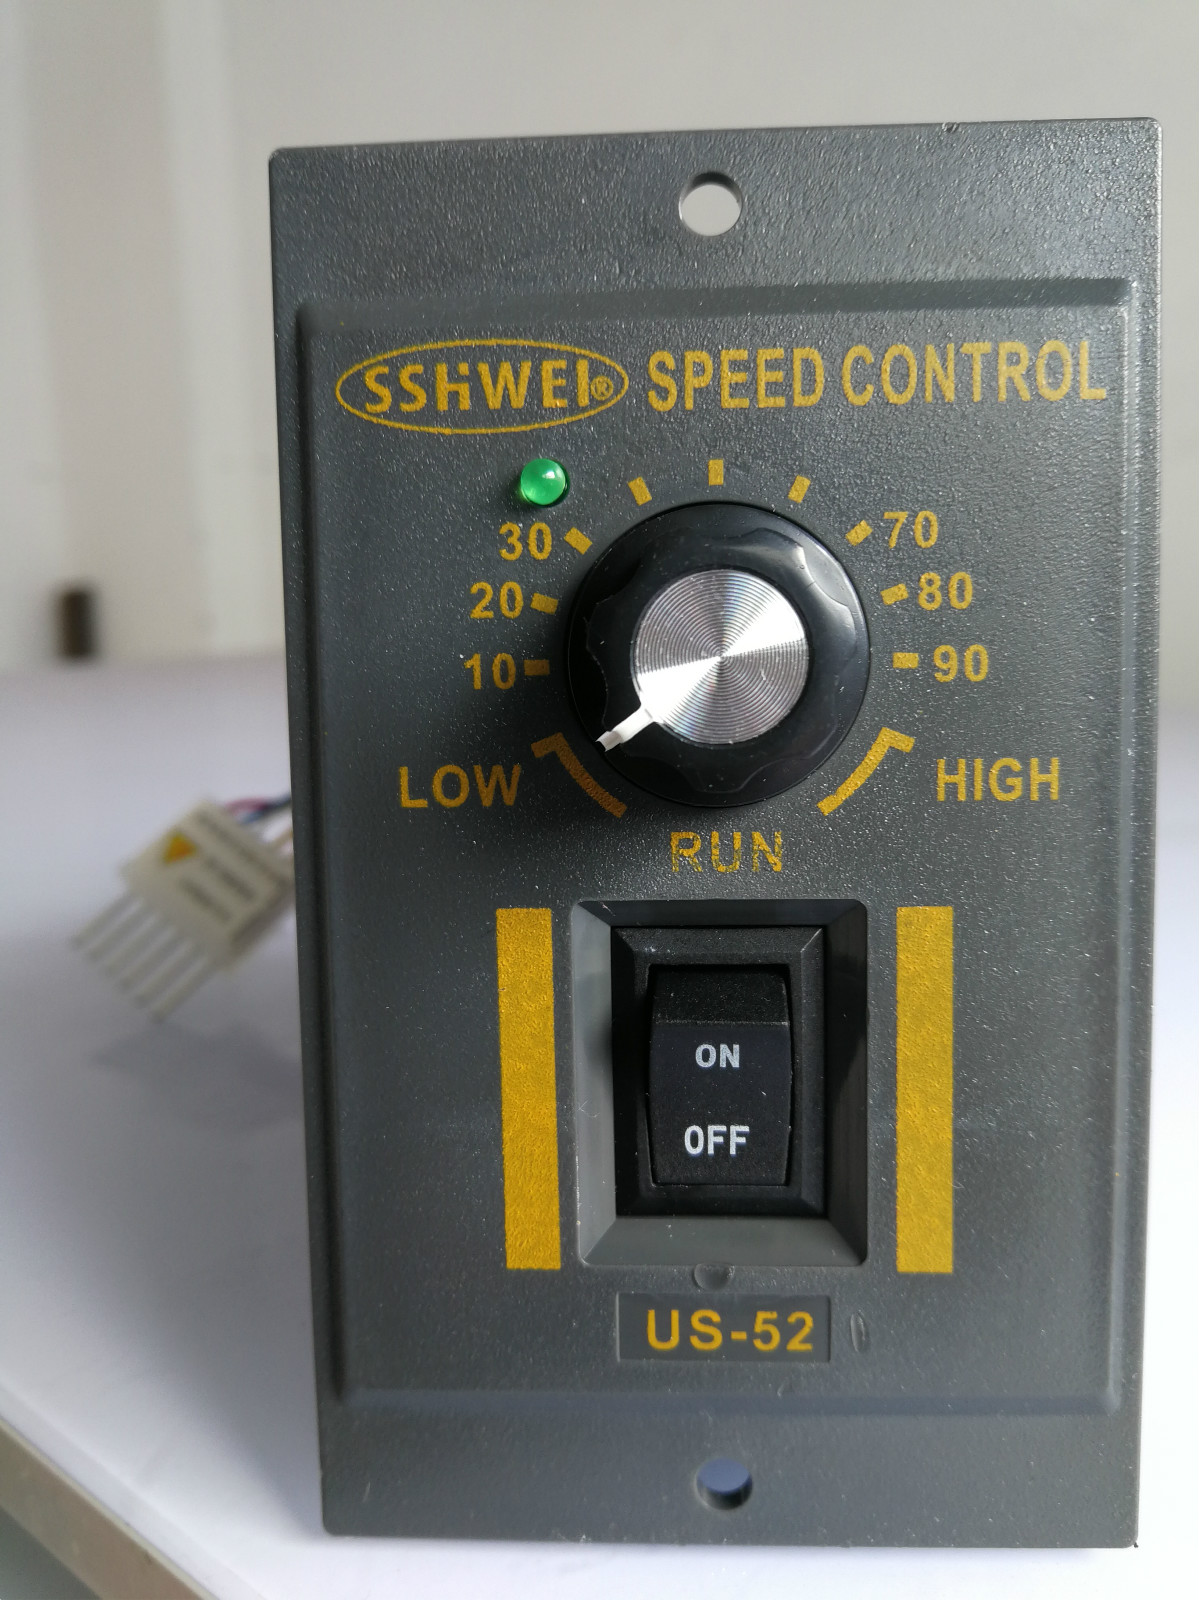 SSHWEI® SPEED CONTROL
30 70
20 80
10 90
LOW HIGH
RUN
ON
OFF
US-52